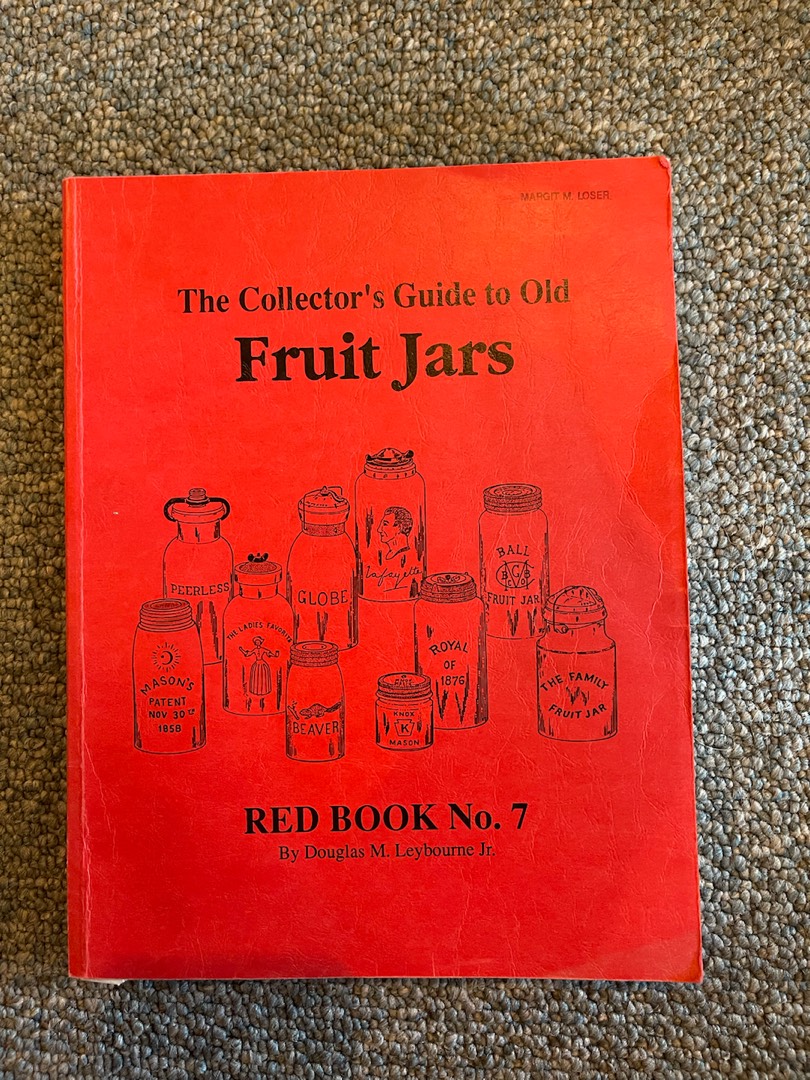 MARGIT M. LOSER
The Collector's Guide to Old
Fruit Jars
PEERLESS
GLOBE
Lafayette
BALL
BBGMCo
FRUIT JAR
THE LADIES FAVORITE
MASON'S
PATENT
NOV 30TH
1858
BEAVER
KNOX
K
MASON
ROYAL
OF
1876
THE FAMILY
FRUIT JAR
RED BOOK No. 7
By Douglas M. Leybourne Jr.